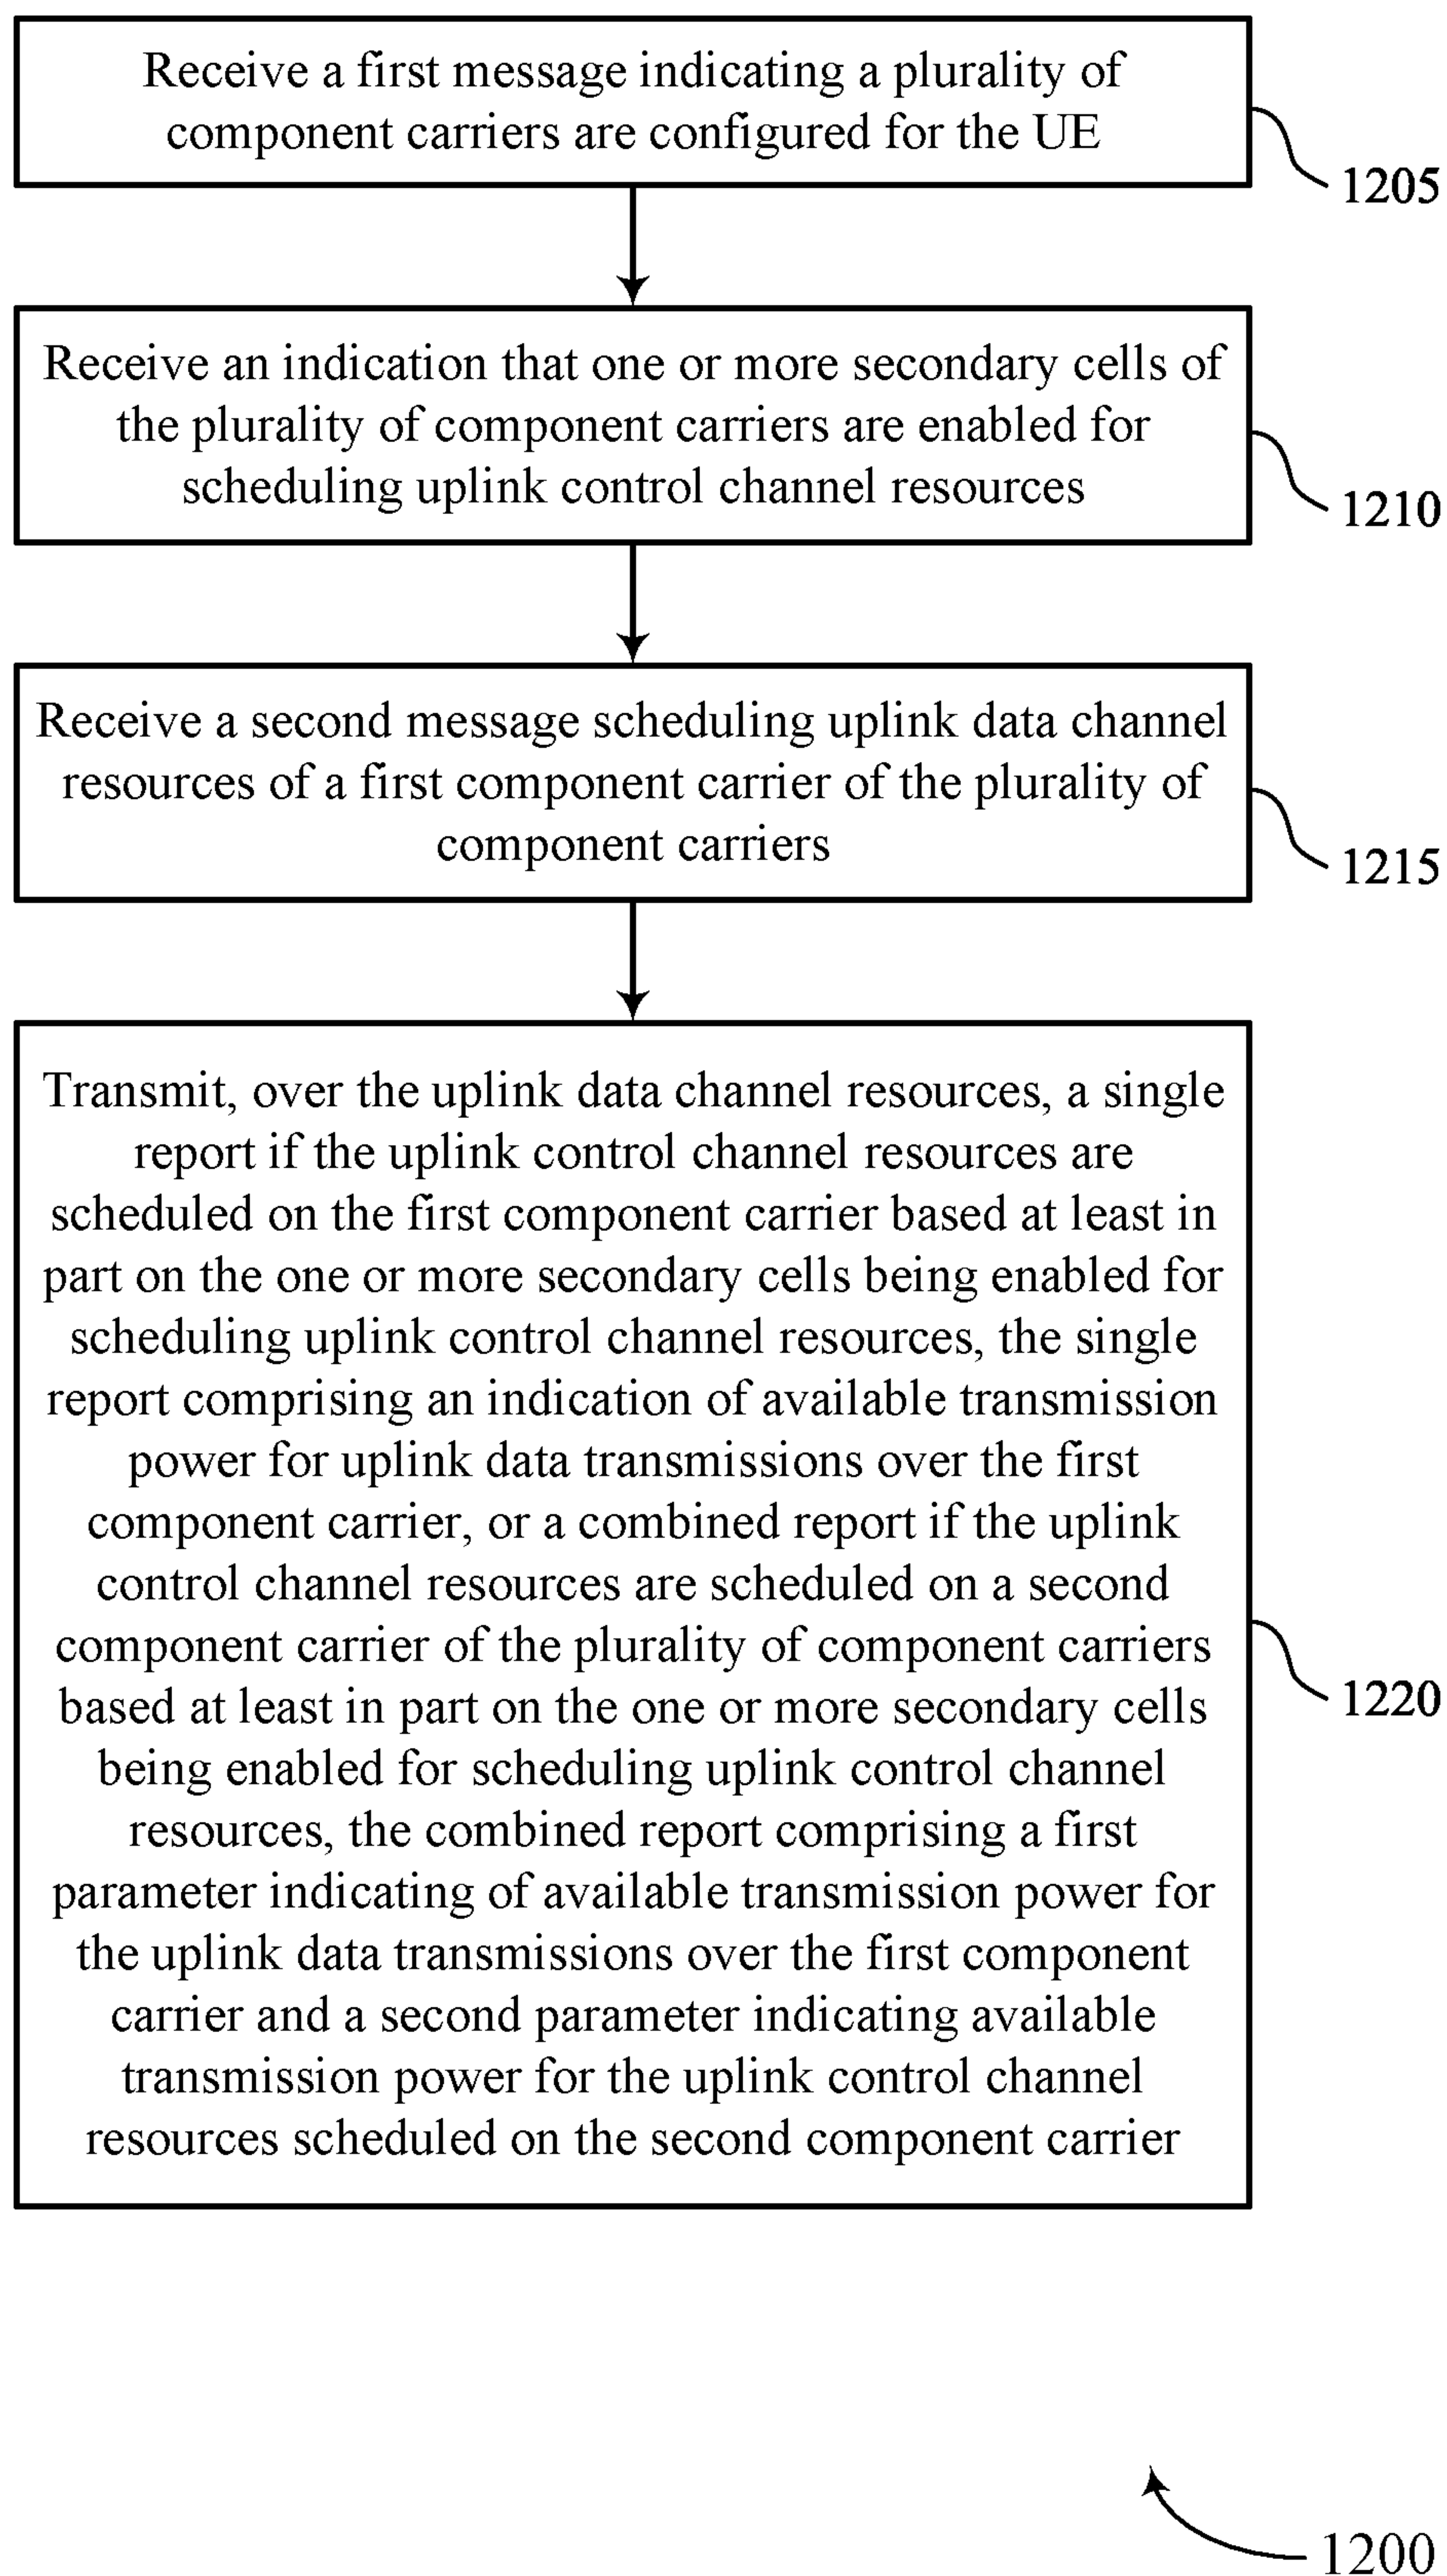 Receive a first message indicating a plurality of
component carriers are configured for the UE
1205
Receive an indication that one or more secondary cells of
the plurality of component carriers are enabled for
scheduling uplink control channel resources
1210
Receive a second message scheduling uplink data channel
resources of a first component carrier of the plurality of
component carriers
1215
Transmit, over the uplink data channel resources, a single
report if the uplink control channel resources are
scheduled on the first component carrier based at least in
part on the one or more secondary cells being enabled for
scheduling uplink control channel resources, the single
report comprising an indication of available transmission
power for uplink data transmissions over the first
component carrier, or a combined report if the uplink
control channel resources are scheduled on a second
component carrier of the plurality of component carriers
based at least in part on the one or more secondary cells
being enabled for scheduling uplink control channel
resources, the combined report comprising a first
parameter indicating of available transmission power for
the uplink data transmissions over the first component
carrier and a second parameter indicating available
transmission power for the uplink control channel
resources scheduled on the second component carrier
1220
1200